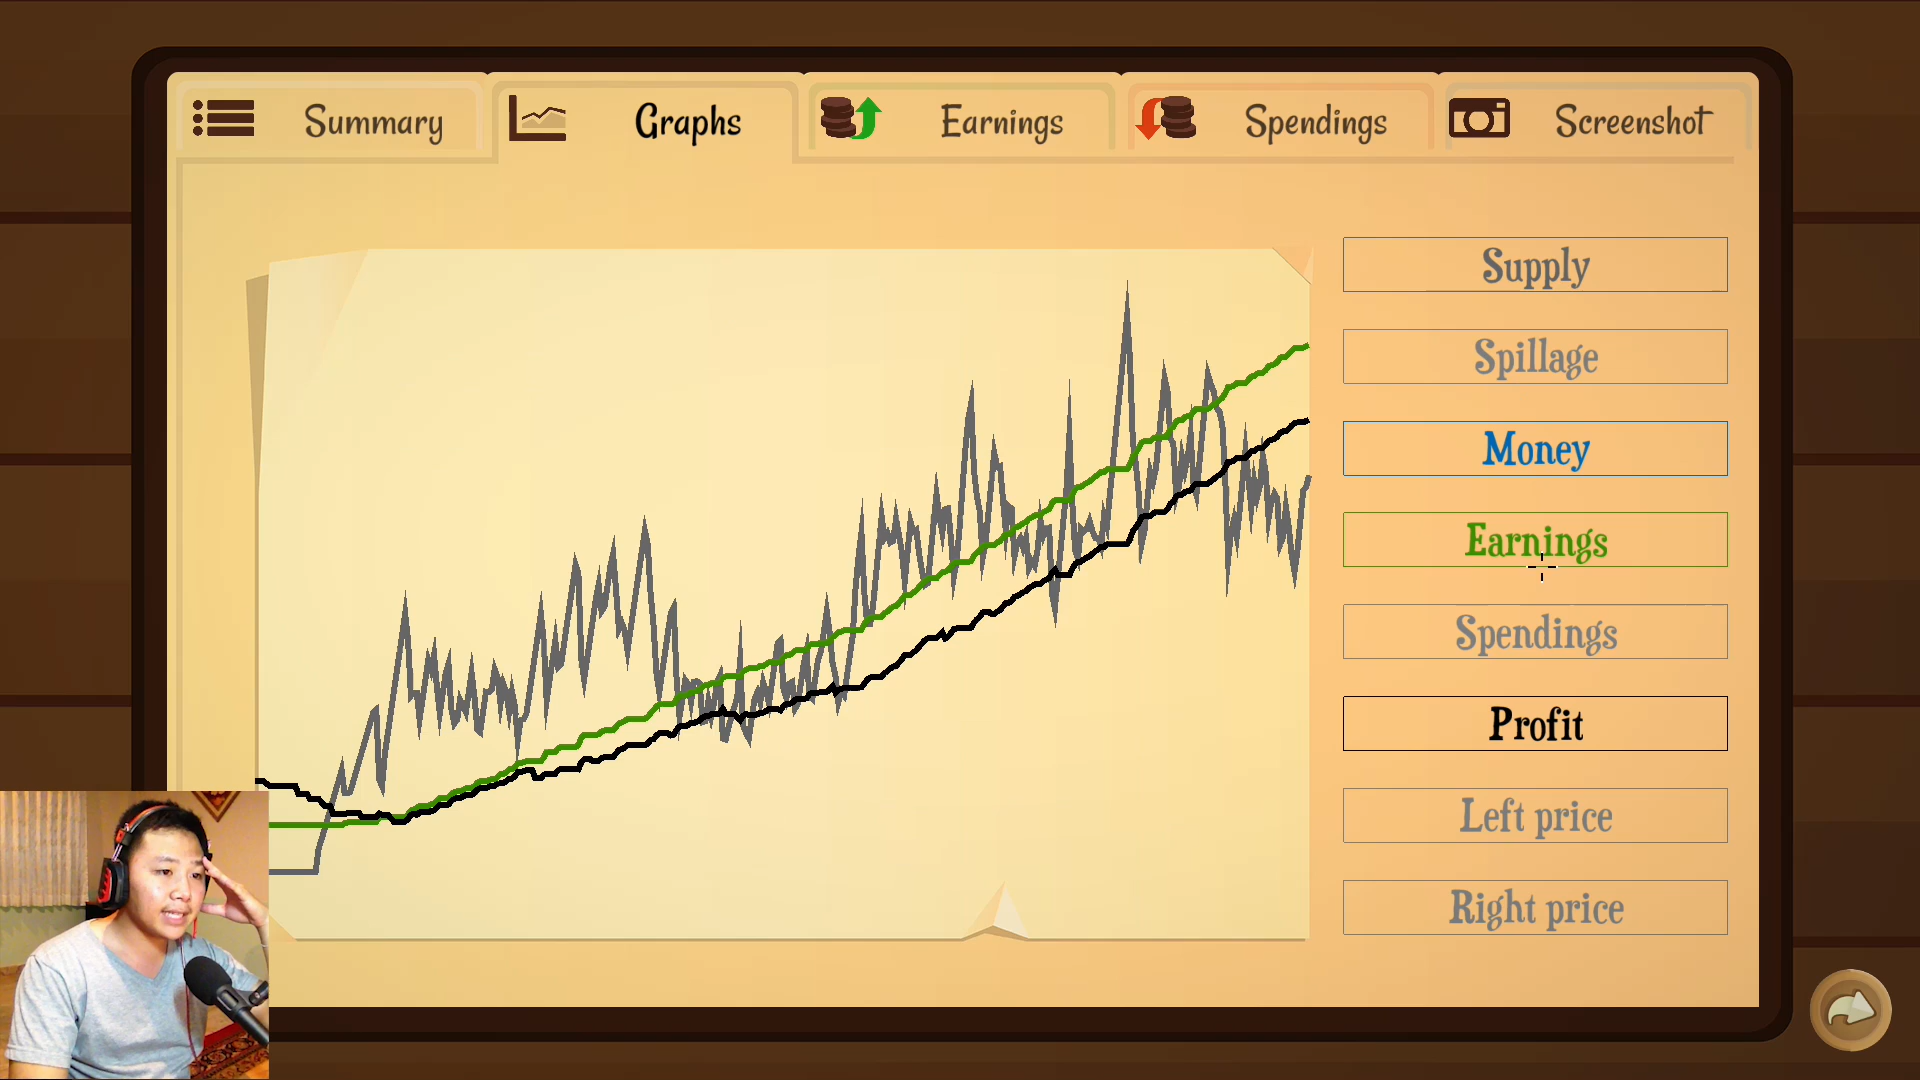 Summary
Graphs
Earnings
Spendings
Screenshot
Supply
Spillage
Money
Earnings
Spendings
Profit
Left price
Right price